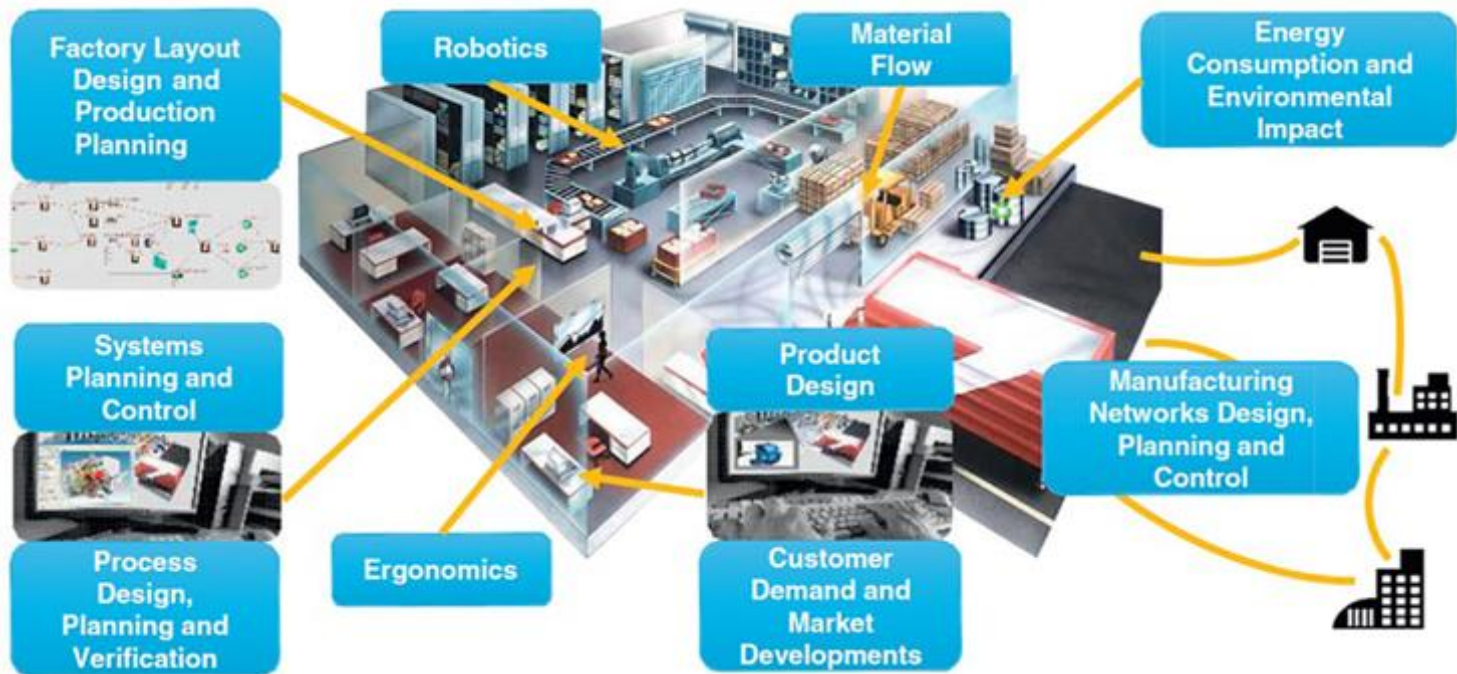 Factory Layout
Design and
Production
Planning
Robotics
Material
Flow
Energy
Consumption and
Environmental
Impact
Systems
Planning and
Control
Product
Design
Manufacturing
Networks Design,
Planning and
Control
Process
Design,
Planning and
Verification
Ergonomics
Customer
Demand and
Market
Developments